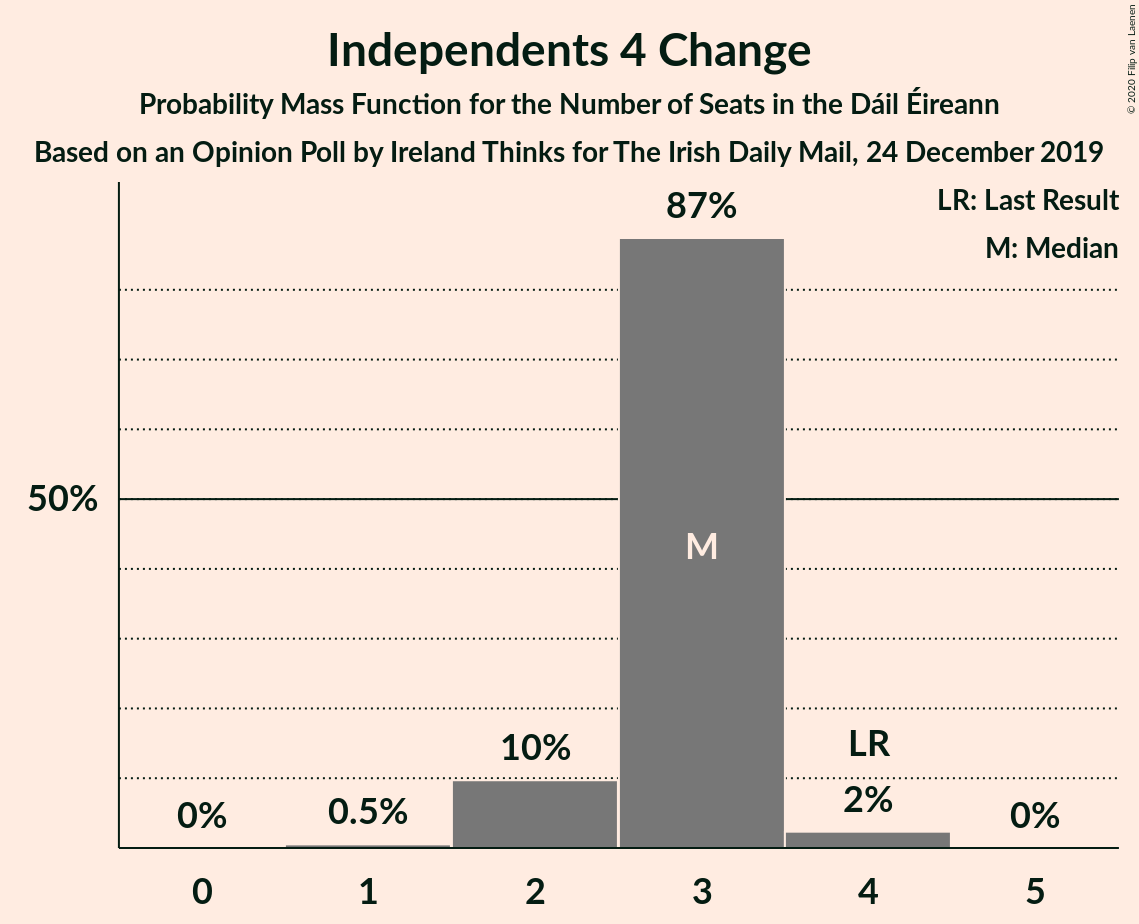 Independents 4 Change
Probability Mass Function for the Number of Seats in the Dáil Éireann
Based on an Opinion Poll by Ireland Thinks for The Irish Daily Mail, 24 December 2019
© 2020 Filip van Laenen
LR: Last Result
M: Median
87%
50%
M
LR
10%
2%
0%
0.5%
0%
0 1 2 3 4 5